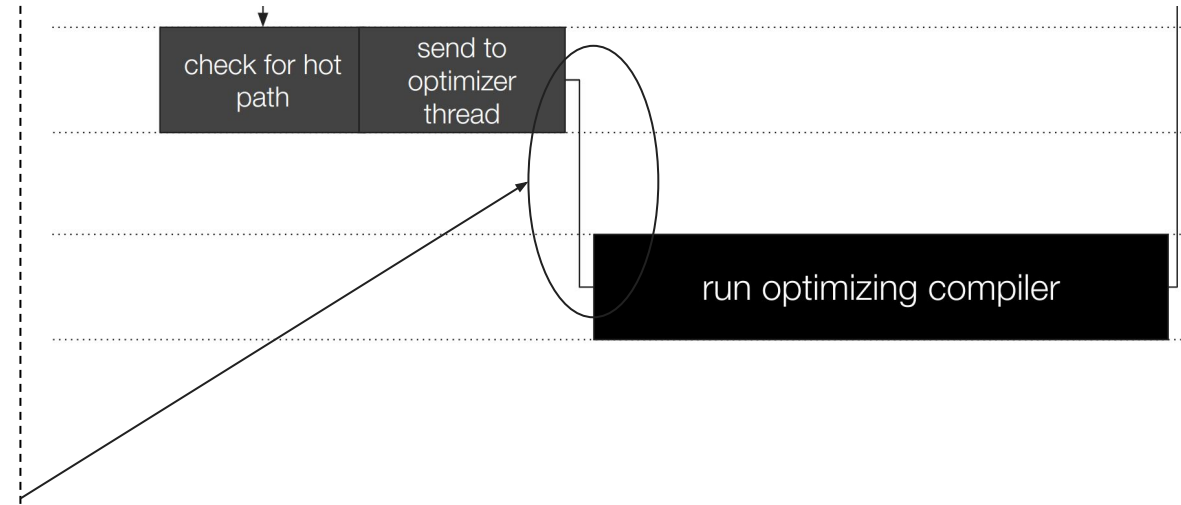 check for hot
path
send to
optimizer
thread
run optimizing compiler